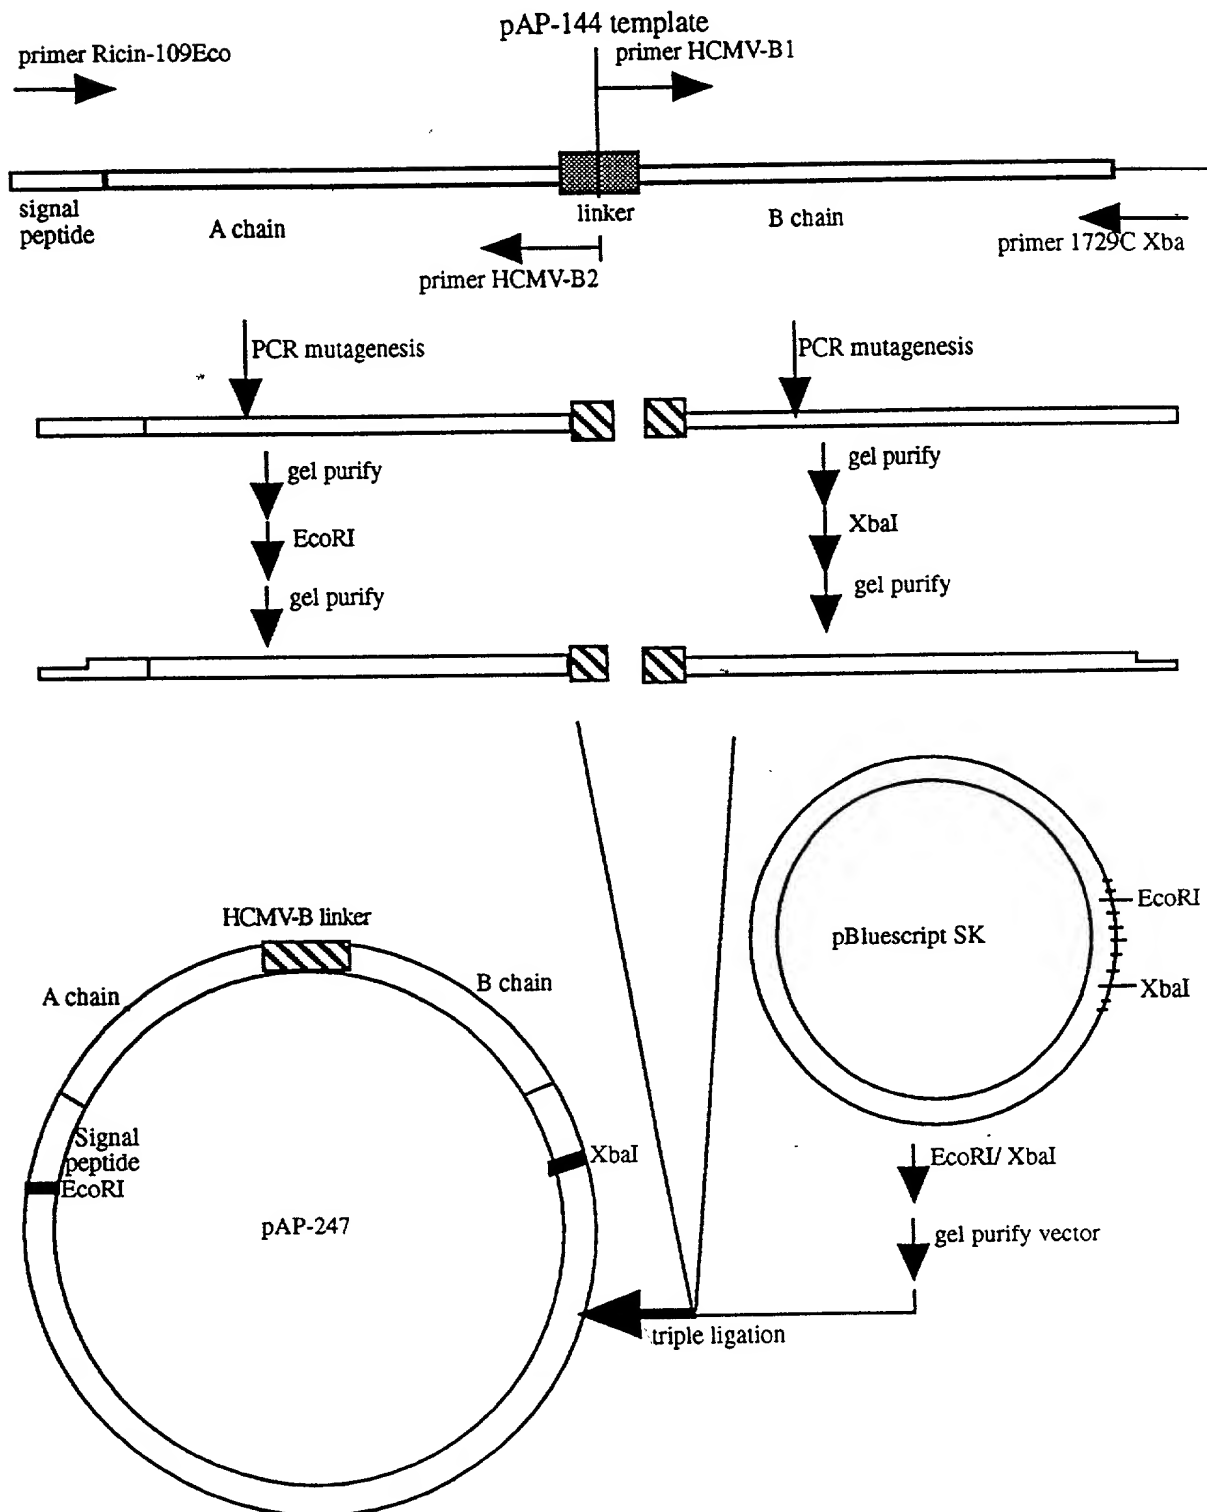 pAP-144 template
primer Ricin-109Eco
primer HCMV-B1
signal
peptide
A chain
linker
B chain
primer HCMV-B2
primer 1729C Xba
PCR mutagenesis
PCR mutagenesis
gel purify
gel purify
EcoRI
XbaI
gel purify
gel purify
HCMV-B linker
A chain
B chain
Signal
peptide
EcoRI
XbaI
pAP-247
pBluescript SK
EcoRI
XbaI
EcoRI/ XbaI
gel purify vector
triple ligation